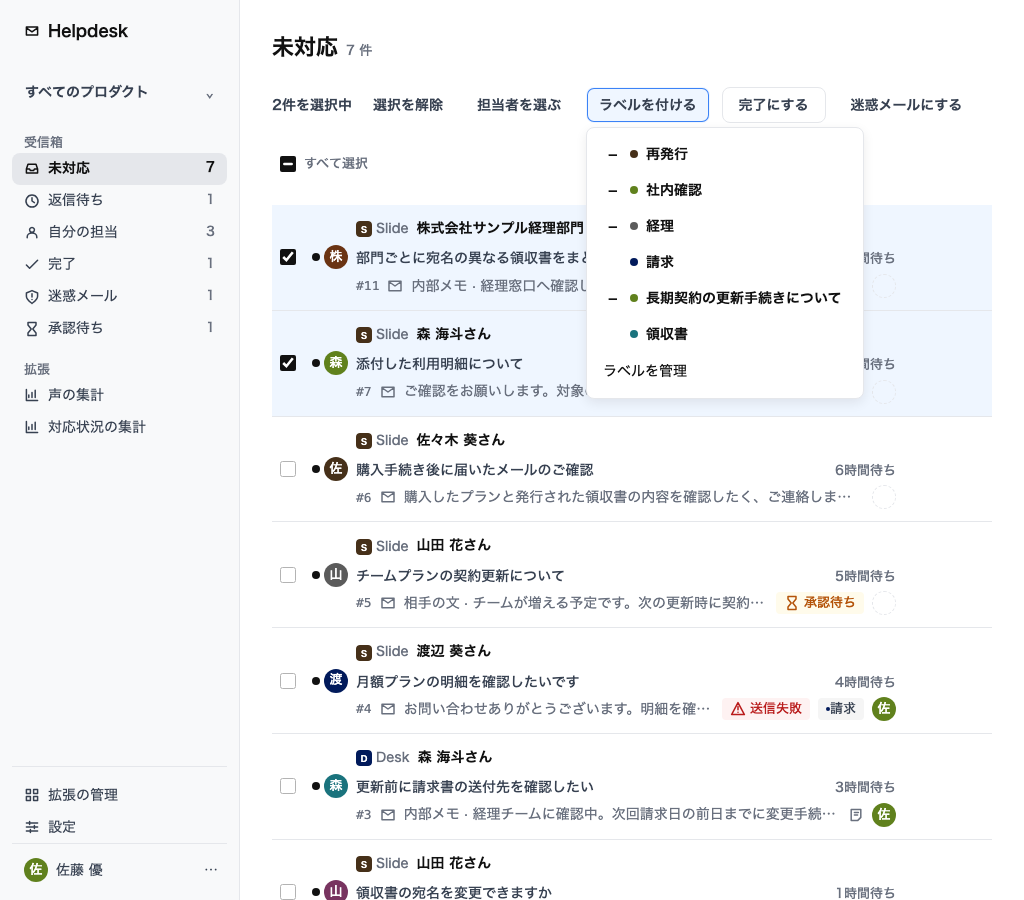 Helpdesk
すべてのプロダクト
受信箱
未対応 7
返信待ち 1
自分の担当 3
完了 1
迷惑メール 1
承認待ち 1
拡張
声の集計
対応状況の集計
拡張の管理
設定
佐 佐藤 優 …
未対応 7 件
2件を選択中 選択を解除 担当者を選ぶ ラベルを付ける 完了にする 迷惑メールにする
– 再発行
– 社内確認
– 経理
請求
– 長期契約の更新手続きについて
領収書
ラベルを管理
すべて選択
S Slide 株式会社サンプル経理部門
株 部門ごとに宛名の異なる領収書をまと 間待ち
#11 内部メモ · 経理窓口へ確認し
S Slide 森 海斗さん
森 添付した利用明細について 間待ち
#7 ご確認をお願いします。対象
S Slide 佐々木 葵さん
佐 購入手続き後に届いたメールのご確認 6時間待ち
#6 購入したプランと発行された領収書の内容を確認したく、ご連絡しま…
S Slide 山田 花さん
山 チームプランの契約更新について 5時間待ち
#5 相手の文 · チームが増える予定です。次の更新時に契約… 承認待ち
S Slide 渡辺 葵さん
渡 月額プランの明細を確認したいです 4時間待ち
#4 お問い合わせありがとうございます。明細を確… 送信失敗 •請求 佐
D Desk 森 海斗さん
森 更新前に請求書の送付先を確認したい 3時間待ち
#3 内部メモ · 経理チームに確認中。次回請求日の前日までに変更手続… 佐
S Slide 山田 花さん
山 領収書の宛名を変更できますか 1時間待ち